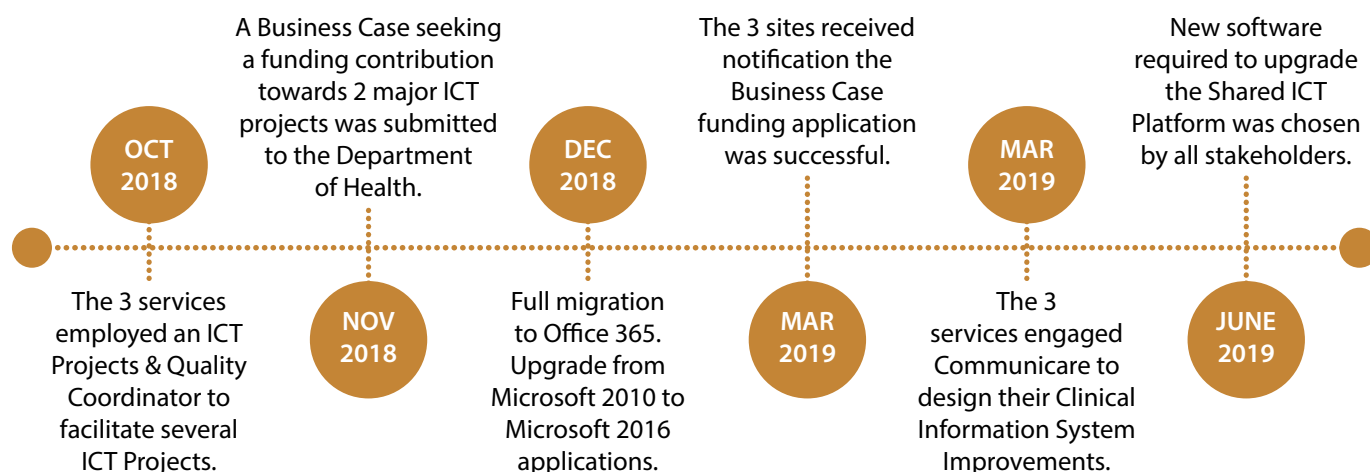 OCT
2018
The 3 services
employed an ICT
Projects & Quality
Coordinator to
facilitate several
ICT Projects.
A Business Case seeking
a funding contribution
towards 2 major ICT
projects was submitted
to the Department
of Health.
NOV
2018
DEC
2018
Full migration
to Office 365.
Upgrade from
Microsoft 2010 to
Microsoft 2016
applications.
The 3 sites received
notification the
Business Case
funding application
was successful.
MAR
2019
MAR
2019
The 3
services engaged
Communicare to
design their Clinical
Information System
Improvements.
New software
required to upgrade
the Shared ICT
Platform was chosen
by all stakeholders.
JUNE
2019